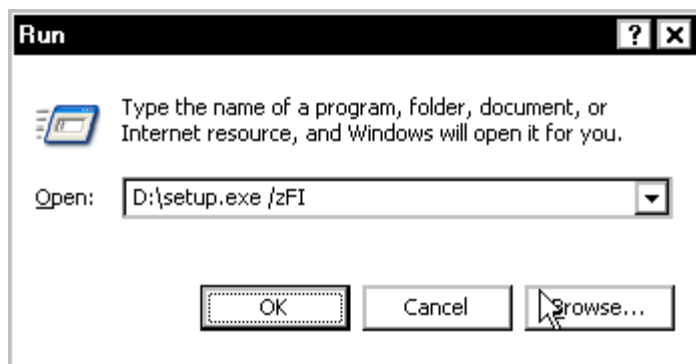 Run
Type the name of a program, folder, document, or
Internet resource, and Windows will open it for you.
Open: D:\setup.exe /zFI
OK Cancel Browse...